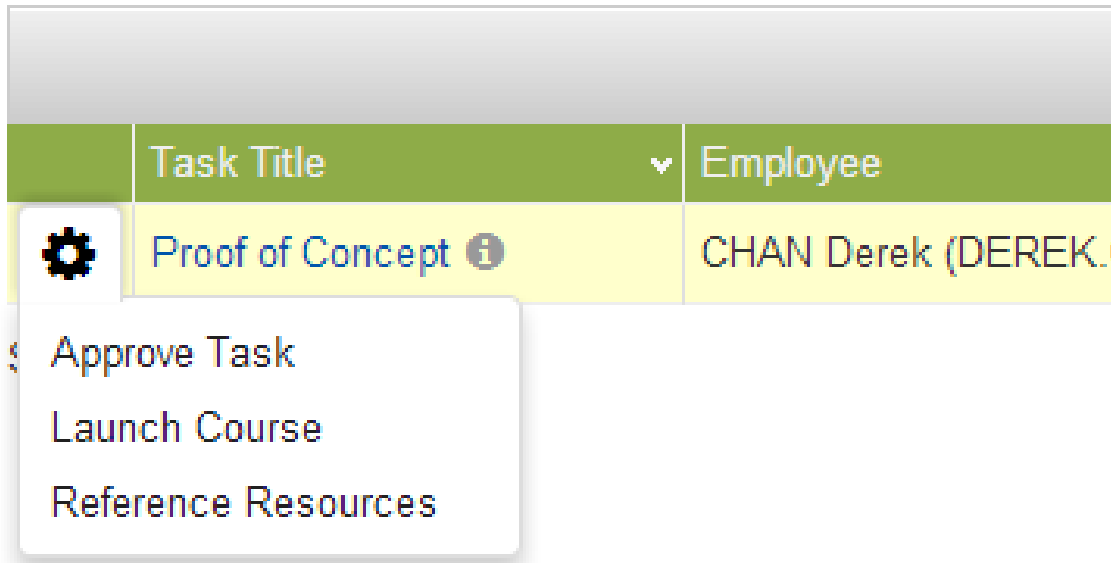 Task Title Employee
Proof of Concept CHAN Derek (DEREK.
Approve Task
Launch Course
Reference Resources